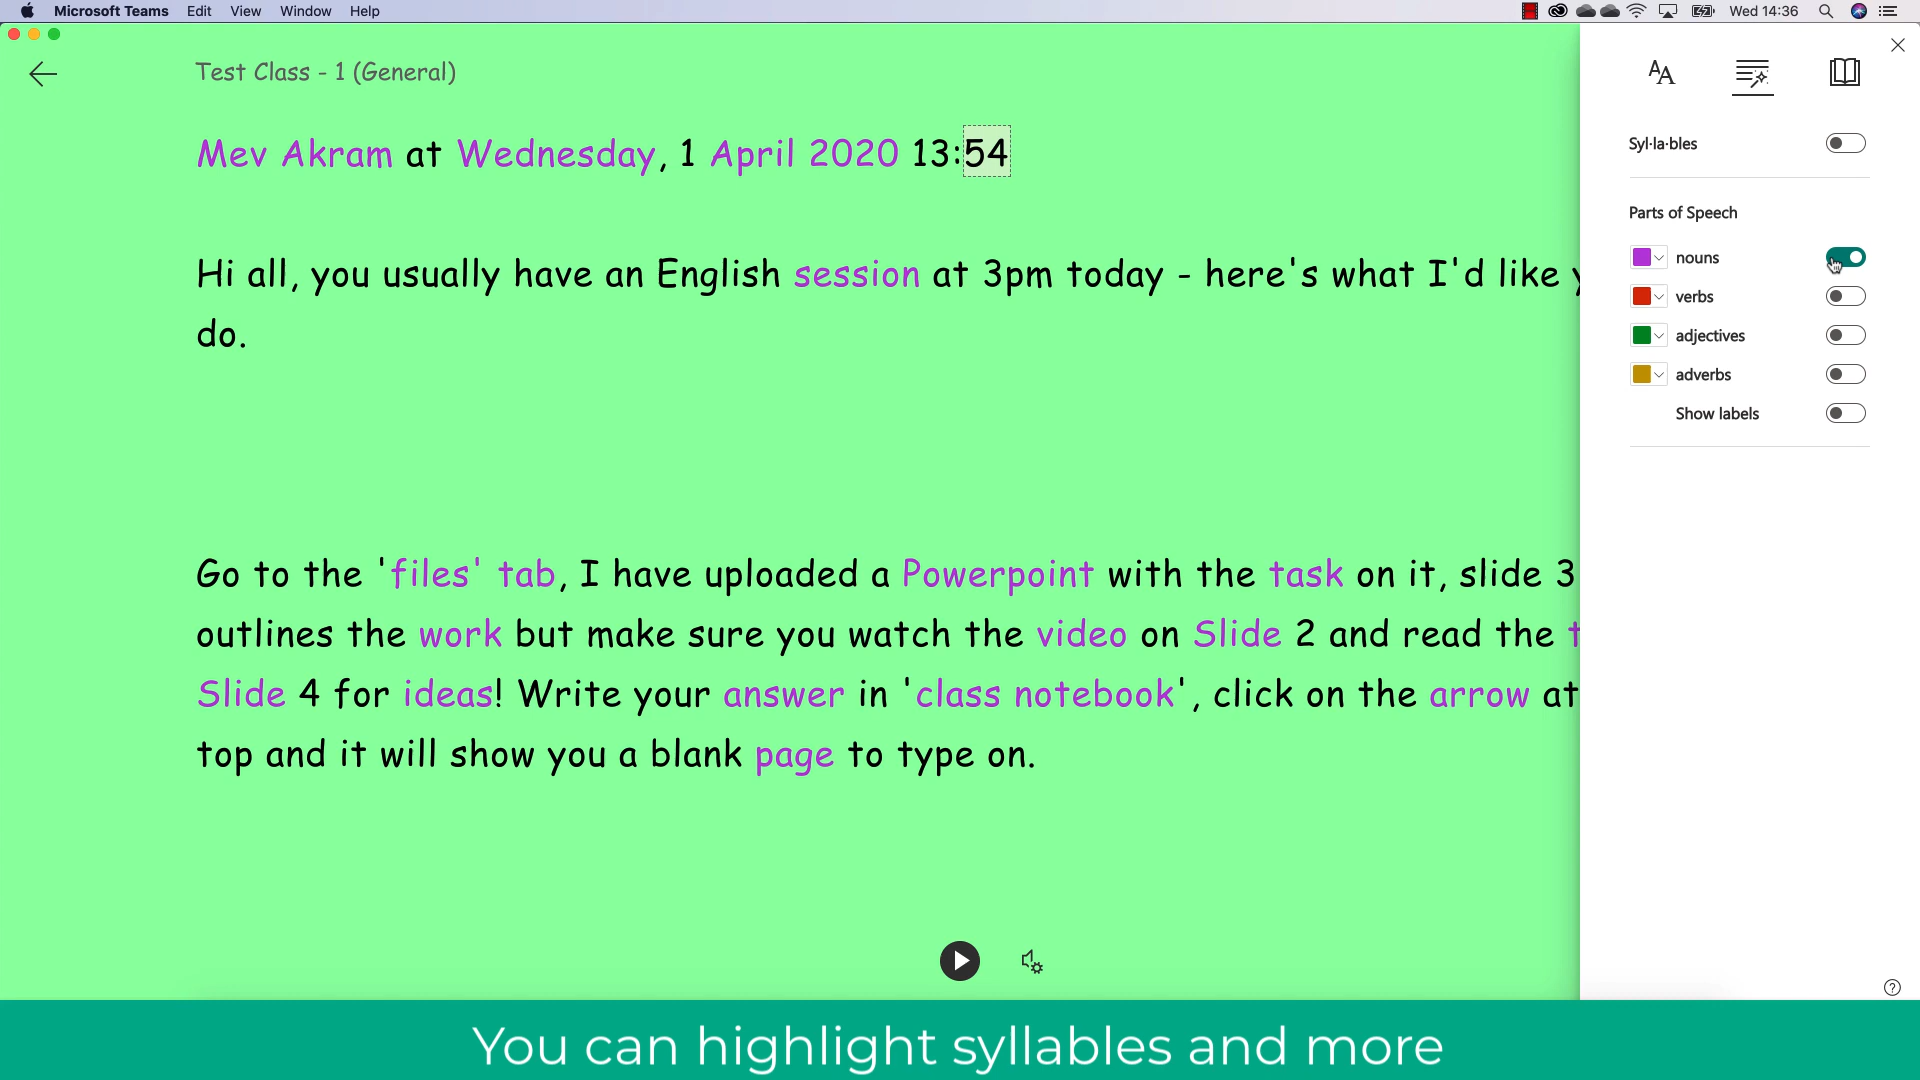 Microsoft Teams Edit View Window Help Wed 14:36
Test Class - 1 (General)
Mev Akram at Wednesday, 1 April 2020 13:54
Hi all, you usually have an English session at 3pm today - here's what I'd like
do.
Go to the 'files' tab, I have uploaded a Powerpoint with the task on it, slide 3
outlines the work but make sure you watch the video on Slide 2 and read the
Slide 4 for ideas! Write your answer in 'class notebook', click on the arrow at
top and it will show you a blank page to type on.
AA
Syl·la·bles
Parts of Speech
nouns
verbs
adjectives
adverbs
Show labels
You can highlight syllables and more